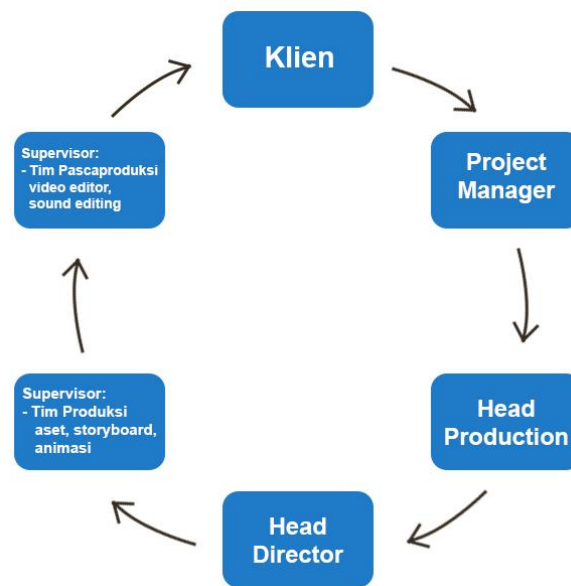 Klien
Project
Manager
Head
Production
Head
Director
Supervisor:
- Tim Produksi
aset, storyboard,
animasi
Supervisor:
- Tim Pascaproduksi
video editor,
sound editing